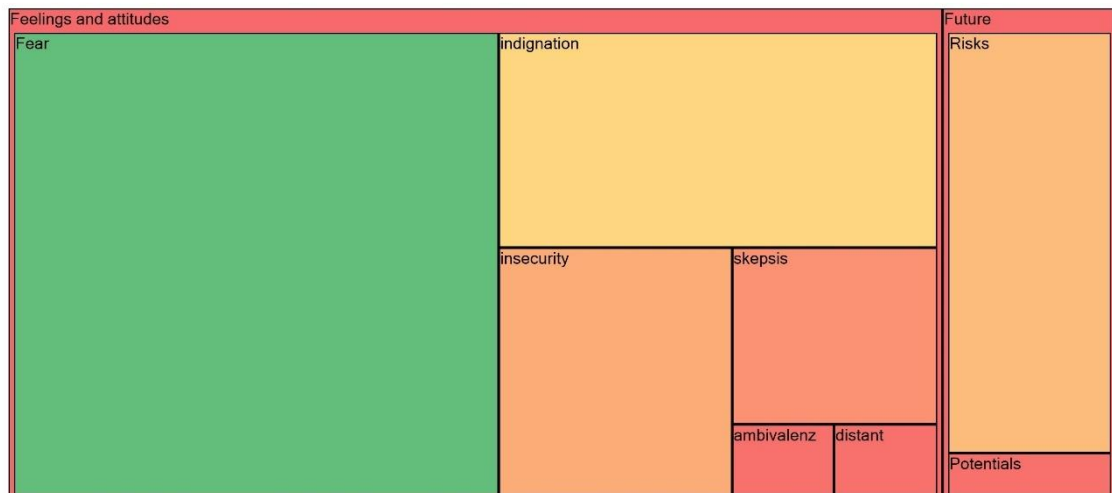 Feelings and attitudes
Future
Fear
indignation
Risks
insecurity
skepsis
ambivalenz
distant
Potentials